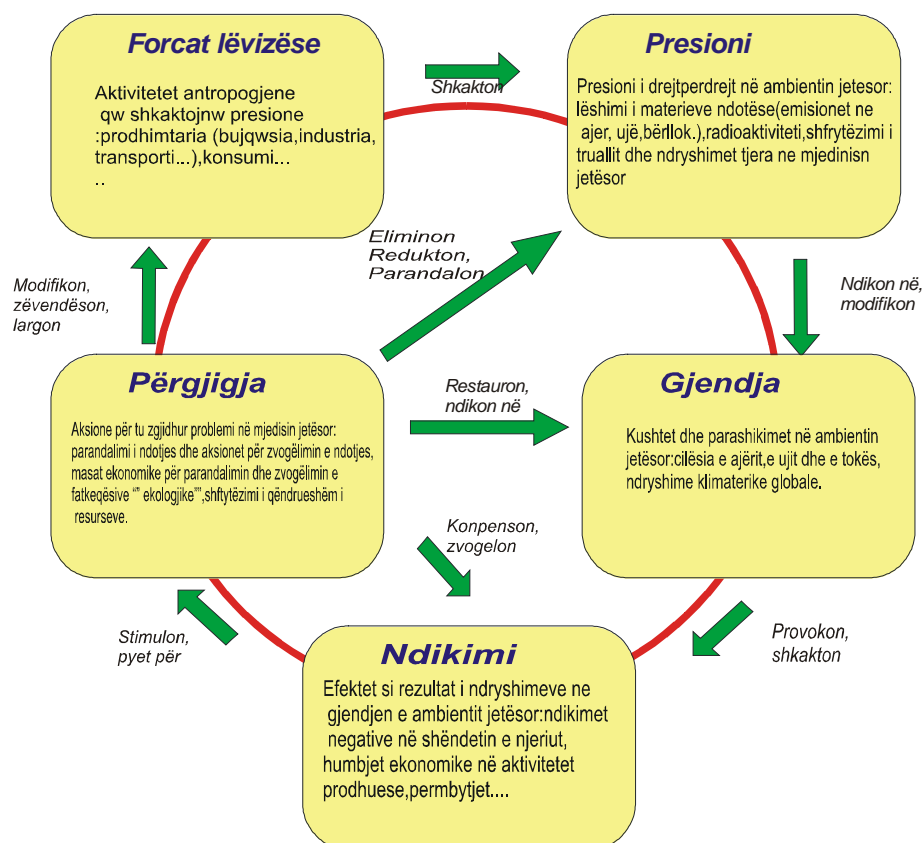 Forcat lëvizëse
Aktivitetet antropogjene
qw shkaktojnw presione
:prodhimtaria (bujqwsia,industria,
transporti...),konsumi...
..
Shkakton
Presioni
Presioni i drejtperdrejt në ambientin jetesor:
lëshimi i materieve ndotëse(emisionet ne
ajer, ujë,bërllok.),radioaktiviteti,shfrytëzimi i
truallit dhe ndryshimet tjera ne mjedinisn
jetësor
Eliminon
Redukton,
Parandalon
Modifikon,
zëvendëson,
largon
Ndikon në,
modifikon
Përgjigja
Aksione për tu zgjidhur problemi në mjedisin jetësor:
parandalimi i ndotjes dhe aksionet për zvogëlimin e ndotjes,
masat ekonomike për parandalimin dhe zvogëlimin e
fatkeqësive “” ekologjike””,shftytëzimi i qëndrueshëm i
resurseve.
Restauron,
ndikon në
Gjendja
Kushtet dhe parashikimet në ambientin
jetësor:cilësia e ajërit,e ujit dhe e tokës,
ndryshime klimaterike globale.
Konpenson,
zvogelon
Stimulon,
pyet për
Provokon,
shkakton
Ndikimi
Efektet si rezultat i ndryshimeve ne
gjendjen e ambientit jetësor:ndikimet
negative në shëndetin e njeriut,
humbjet ekonomike në aktivitetet
prodhuese,permbytjet....